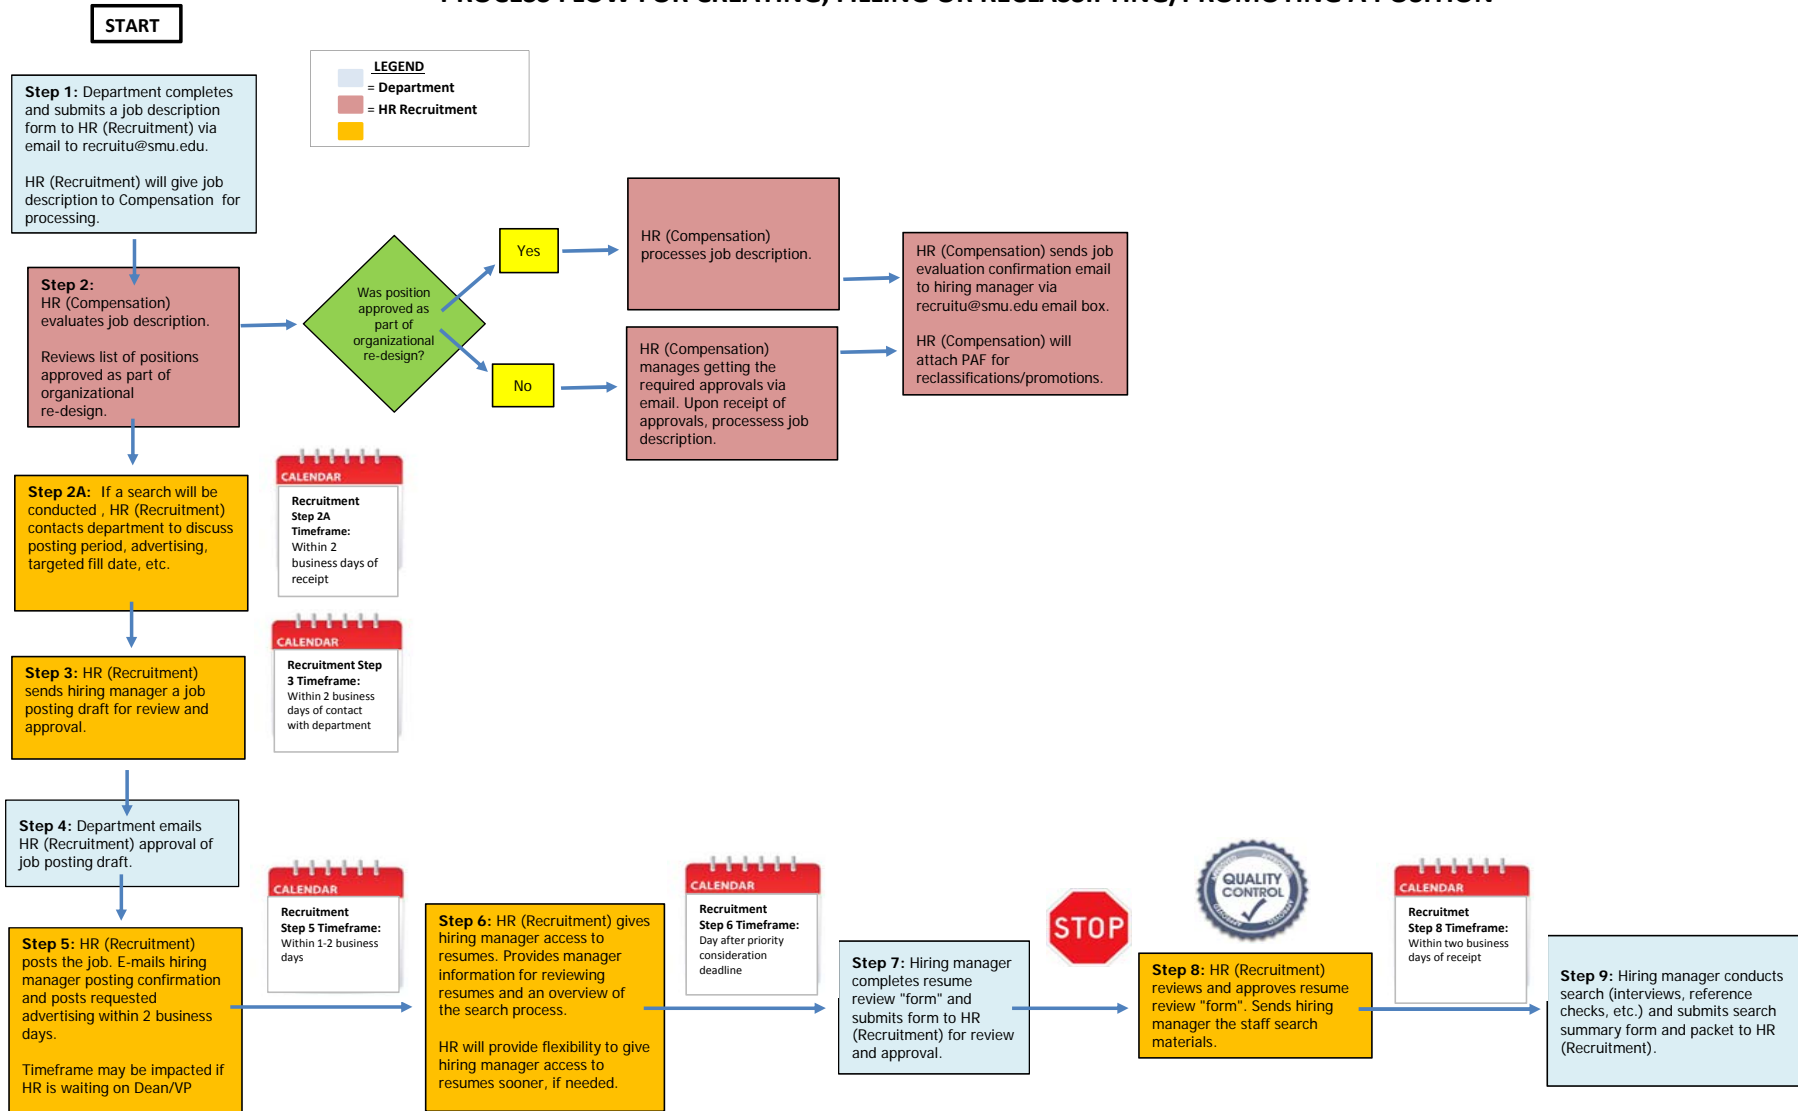 PROCESS FLOW FOR CREATING, FILLING OR RECLASSIFYING/PROMOTING A POSITION
START
LEGEND
= Department
= HR Recruitment
Step 1: Department completes
and submits a job description
form to HR (Recruitment) via
email to recruitu@smu.edu.
HR (Recruitment) will give job
description to Compensation for
processing.
Step 2:
HR (Compensation)
evaluates job description.
Reviews list of positions
approved as part of
organizational
re-design.
Was position
approved as
part of
organizational
re-design?
Yes
No
HR (Compensation)
processes job description.
HR (Compensation)
manages getting the
required approvals via
email. Upon receipt of
approvals, processess job
description.
HR (Compensation) sends job
evaluation confirmation email
to hiring manager via
recruitu@smu.edu email box.
HR (Compensation) will
attach PAF for
reclassifications/promotions.
Step 2A: If a search will be
conducted , HR (Recruitment)
contacts department to discuss
posting period, advertising,
targeted fill date, etc.
CALENDAR
Recruitment
Step 2A
Timeframe:
Within 2
business days of
receipt
Step 3: HR (Recruitment)
sends hiring manager a job
posting draft for review and
approval.
CALENDAR
Recruitment Step
3 Timeframe:
Within 2 business
days of contact
with department
Step 4: Department emails
HR (Recruitment) approval of
job posting draft.
Step 5: HR (Recruitment)
posts the job. E-mails hiring
manager posting confirmation
and posts requested
advertising within 2 business
days.
Timeframe may be impacted if
HR is waiting on Dean/VP
CALENDAR
Recruitment
Step 5 Timeframe:
Within 1-2 business
days
Step 6: HR (Recruitment) gives
hiring manager access to
resumes. Provides manager
information for reviewing
resumes and an overview of
the search process.
HR will provide flexibility to give
hiring manager access to
resumes sooner, if needed.
CALENDAR
Recruitment
Step 6 Timeframe:
Day after priority
consideration
deadline
Step 7: Hiring manager
completes resume
review "form" and
submits form to HR
(Recruitment) for review
and approval.
STOP
QUALITY
CONTROL
Step 8: HR (Recruitment)
reviews and approves resume
review "form". Sends hiring
manager the staff search
materials.
CALENDAR
Recruitmet
Step 8 Timeframe:
Within two business
days of receipt
Step 9: Hiring manager conducts
search (interviews, reference
checks, etc.) and submits search
summary form and packet to HR
(Recruitment).